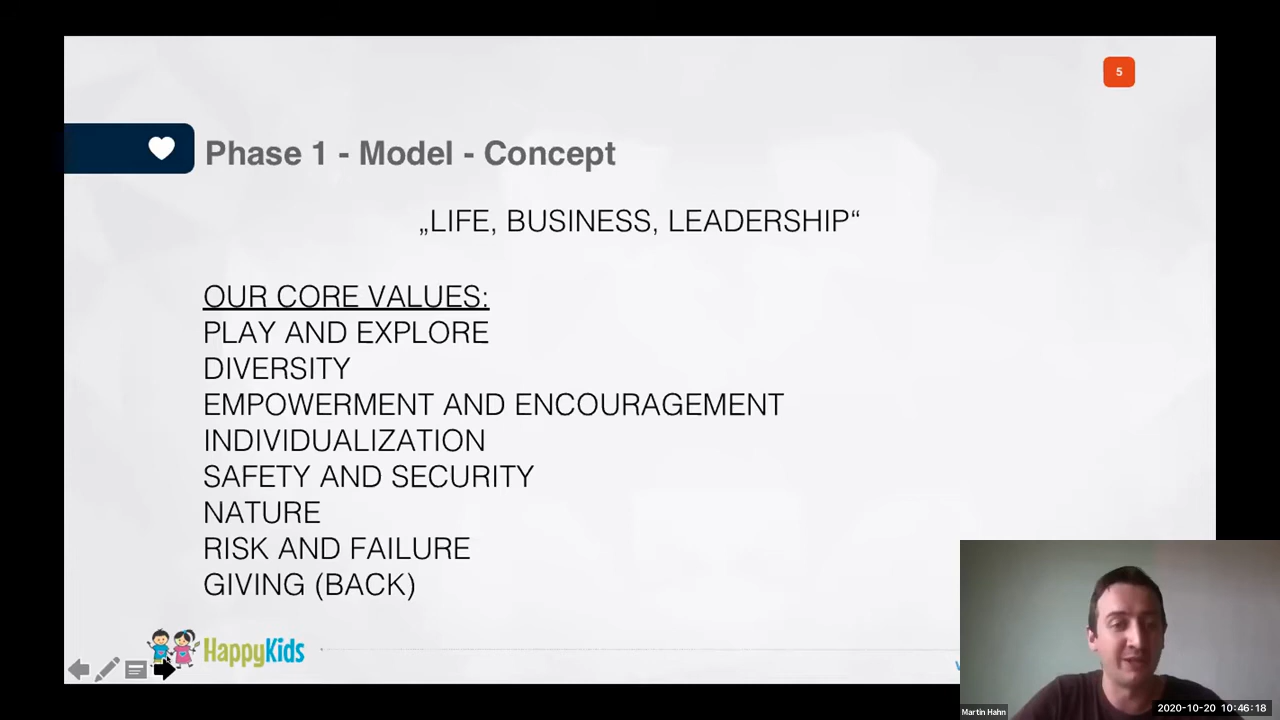 5
Phase 1 - Model - Concept
„LIFE, BUSINESS, LEADERSHIP“
OUR CORE VALUES:
PLAY AND EXPLORE
DIVERSITY
EMPOWERMENT AND ENCOURAGEMENT
INDIVIDUALIZATION
SAFETY AND SECURITY
NATURE
RISK AND FAILURE
GIVING (BACK)
HappyKids
Martin Hahn
2020-10-20 10:46:18